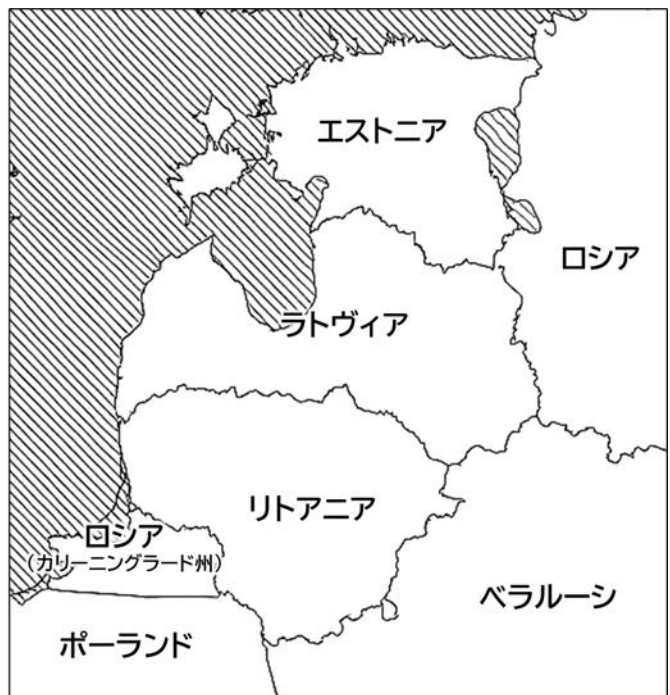 エストニア
ロシア
ラトヴィア
リトアニア
ロシア
(カリーニングラード州)
ベラルーシ
ポーランド